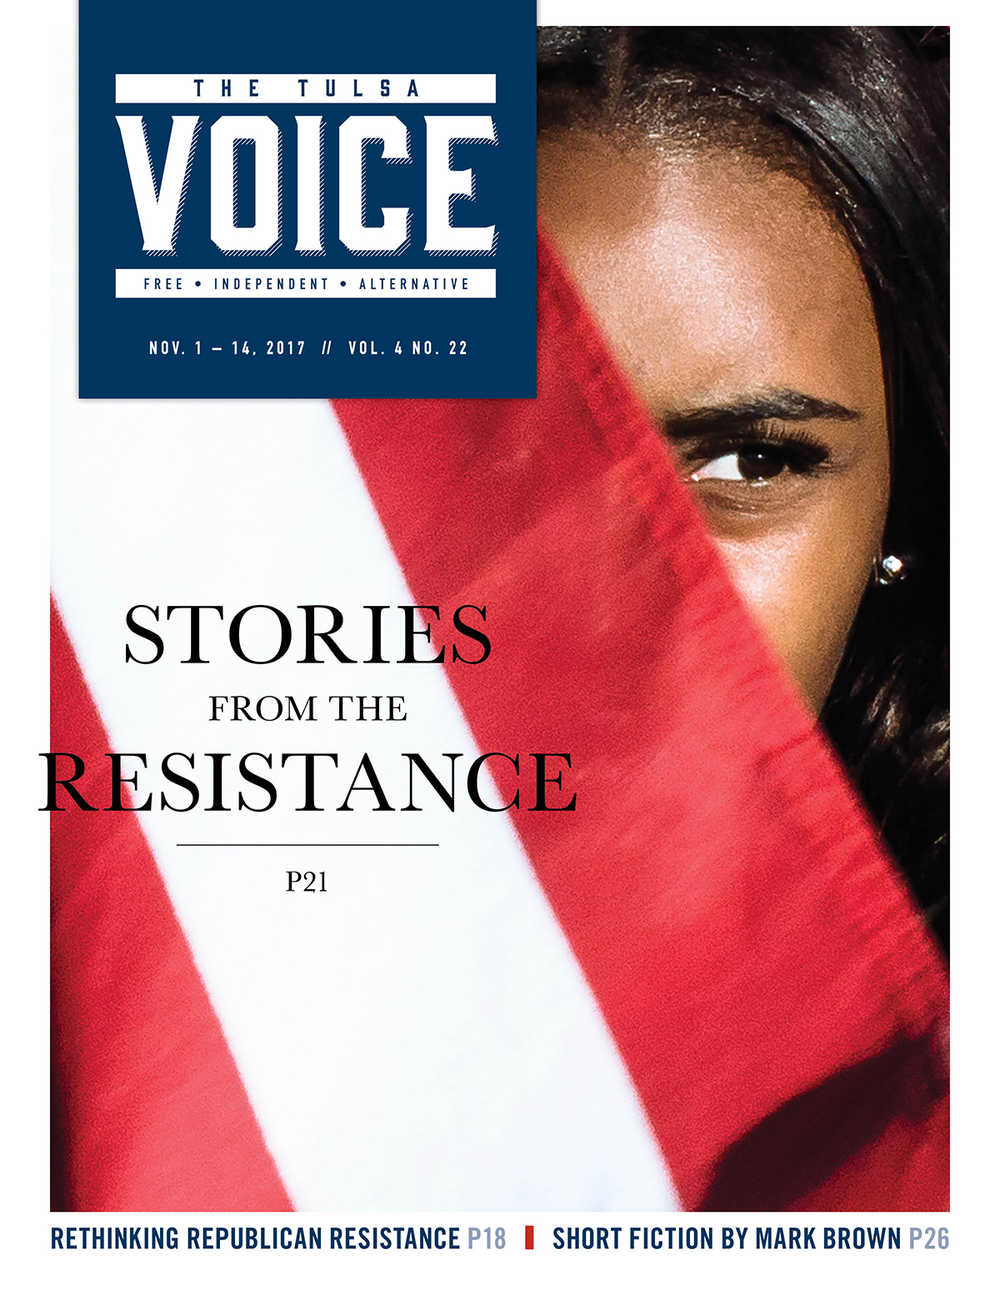 THE TULSA
VOICE
FREE • INDEPENDENT • ALTERNATIVE
NOV. 1 – 14, 2017 // VOL. 4 NO. 22
STORIES
FROM THE
RESISTANCE
P21
RETHINKING REPUBLICAN RESISTANCE P18 ▮ SHORT FICTION BY MARK BROWN P26